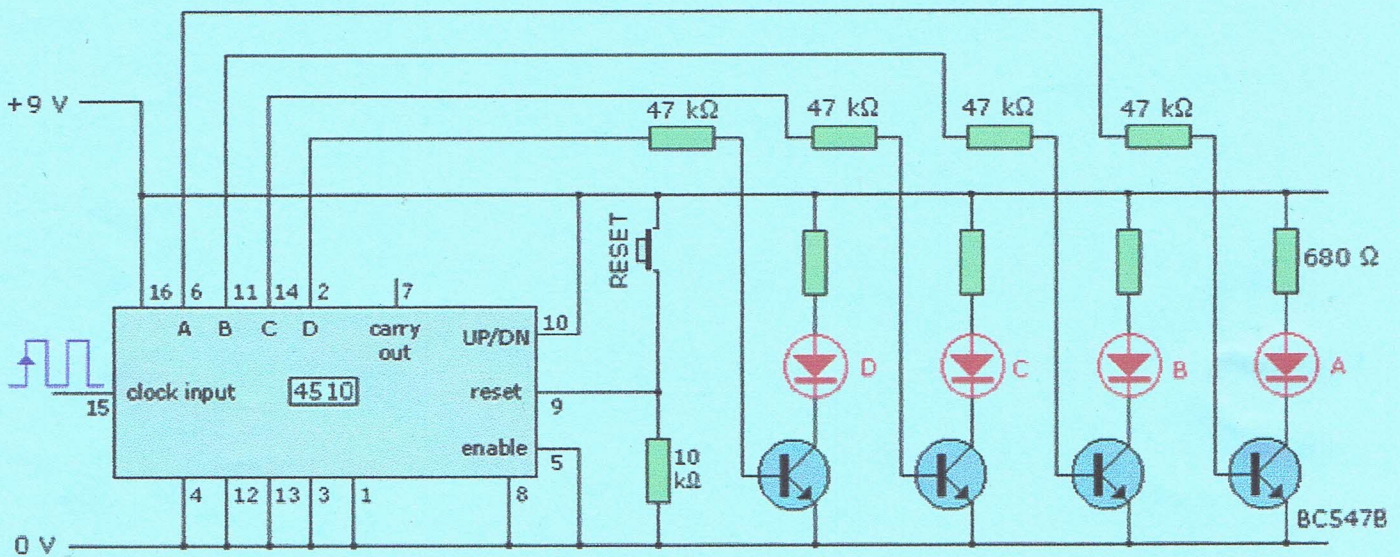 +9 V
47 kΩ 47 kΩ 47 kΩ 47 kΩ
RESET
680 Ω
16 6 11 14 2 7
A B C D carry out UP/DN 10
D C B A
15 clock input 4510 reset 9
enable 5
10 kΩ
4 12 13 3 1 8
BC547B
0 V